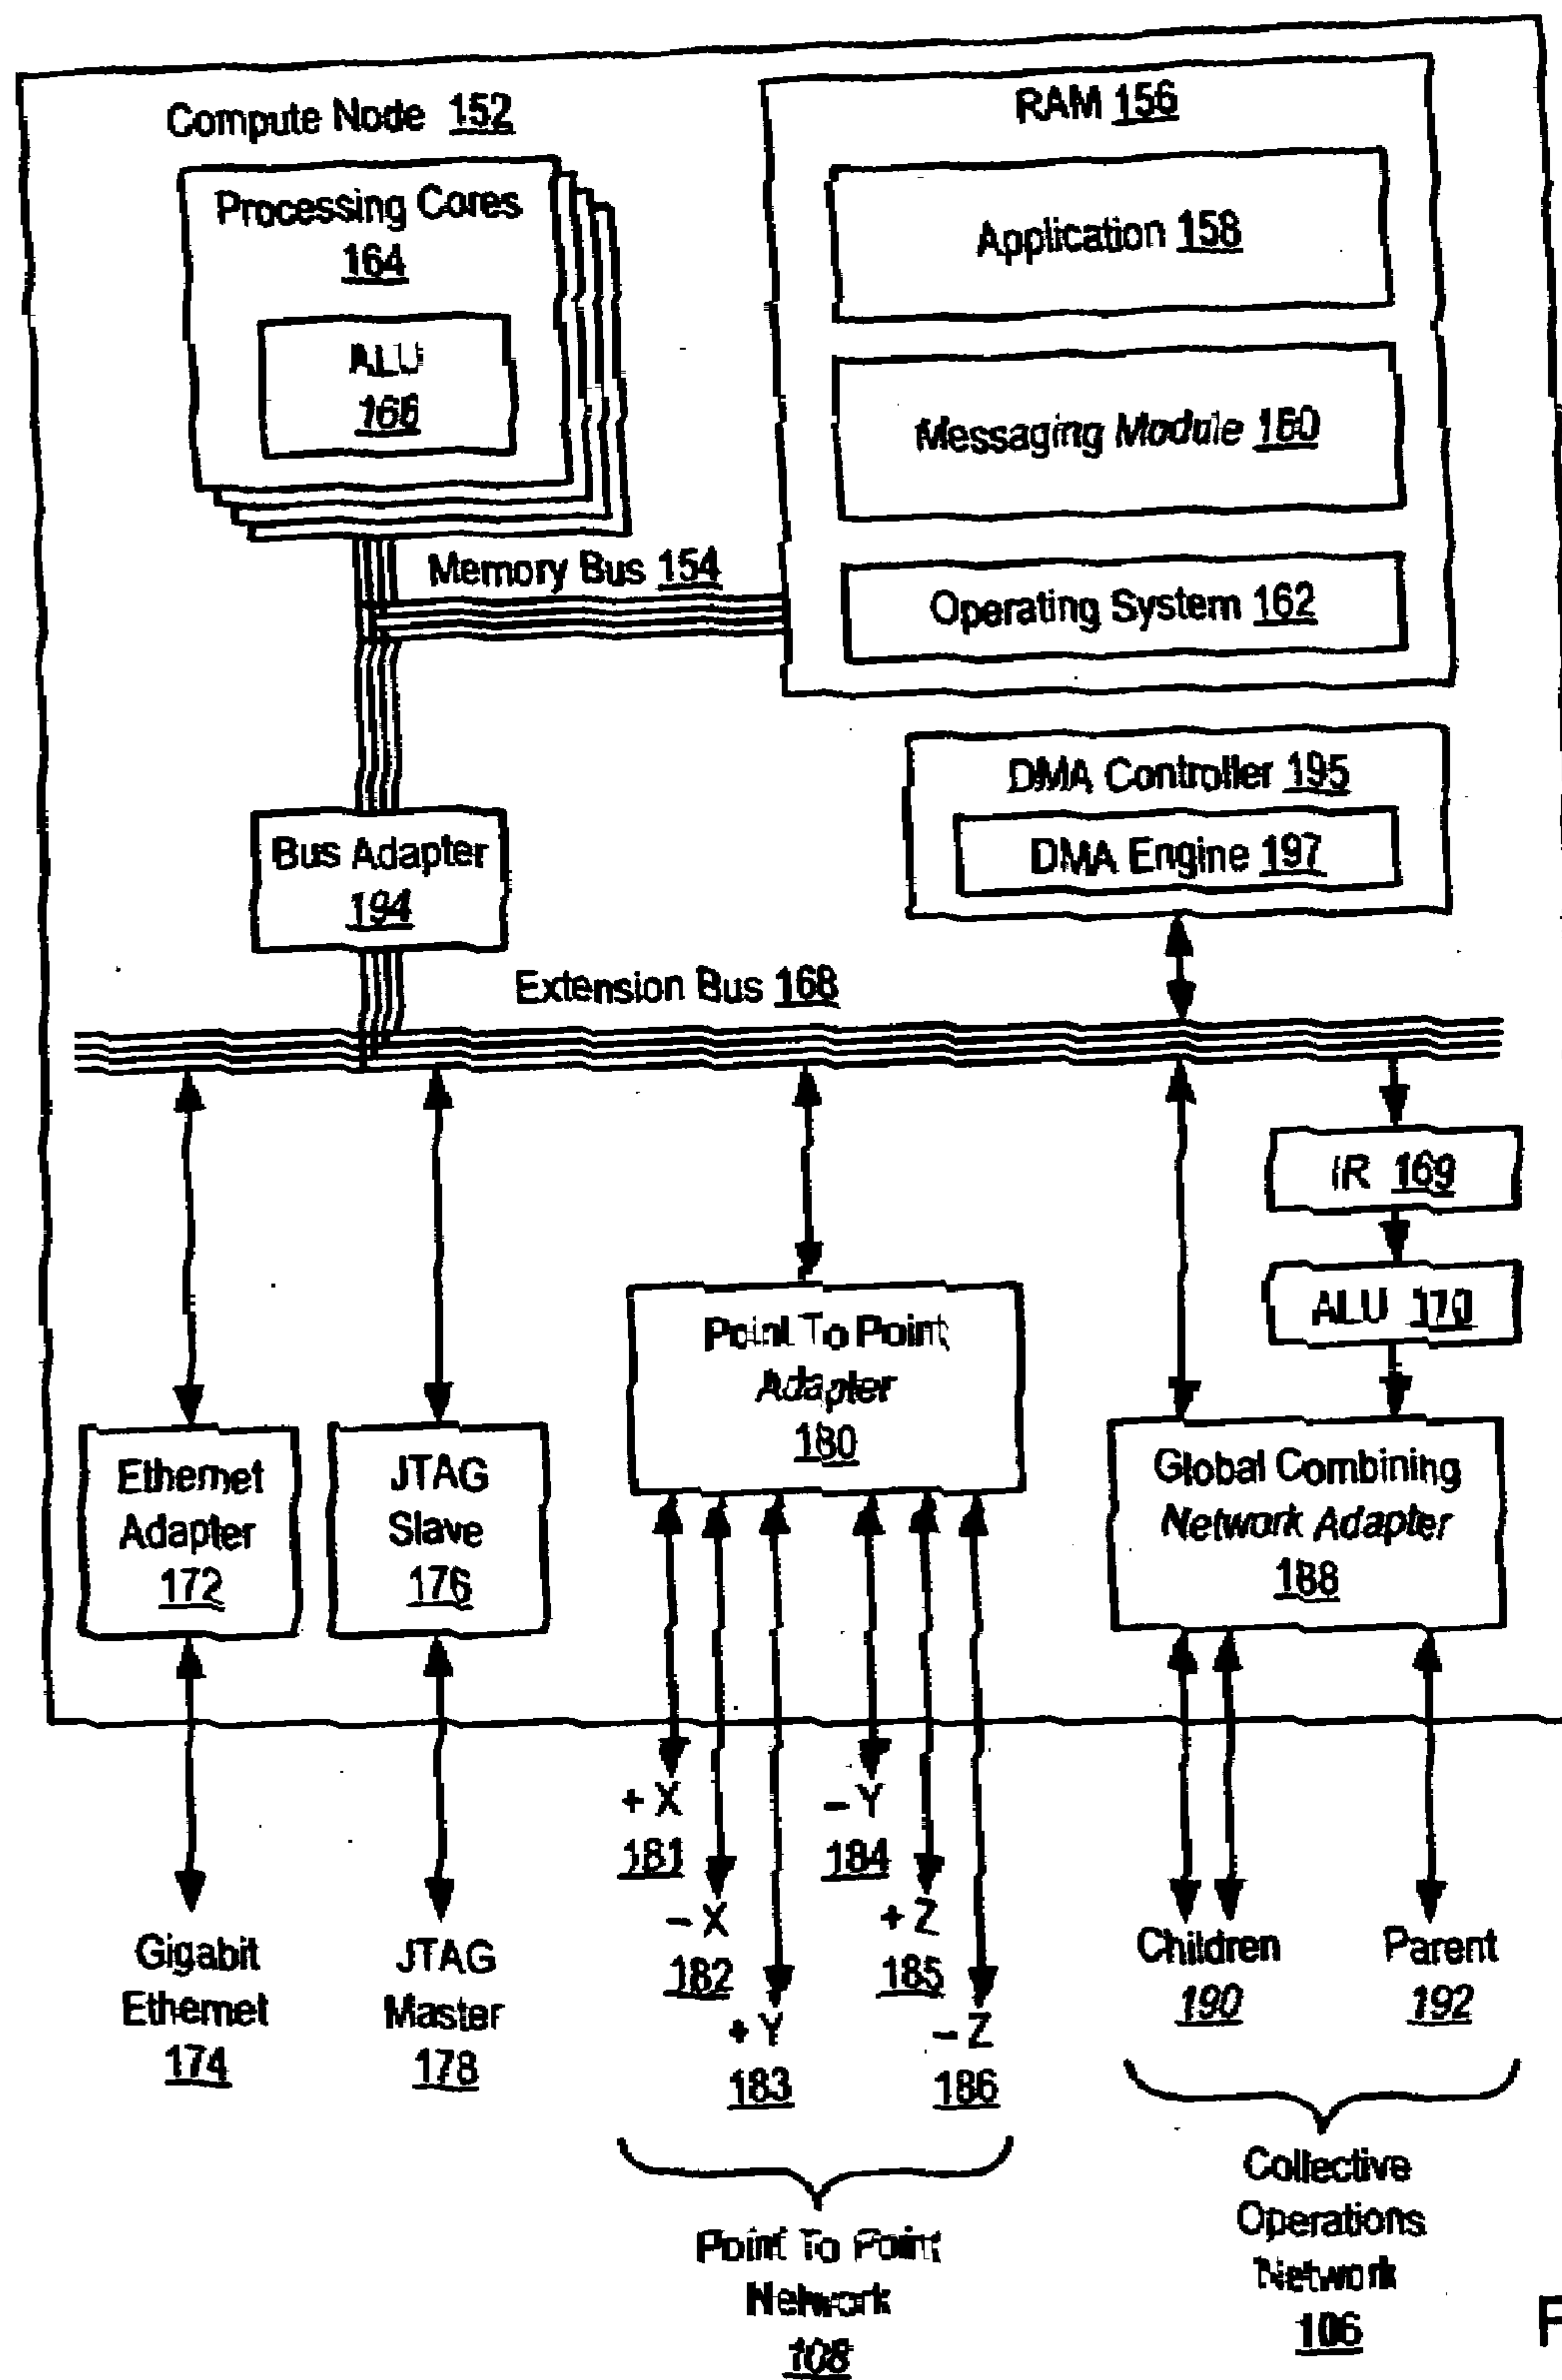 Compute Node 152
RAM 156
Processing Cores
164
ALU
166
Application 158
Messaging Module 160
Operating System 162
Memory Bus 154
DMA Controller 195
DMA Engine 197
Bus Adapter
194
Extension Bus 168
IR 169
ALU 170
Point To Point
Adapter
180
Ethernet
Adapter
172
JTAG
Slave
176
Global Combining
Network Adapter
188
+ X
181
- X
182
+ Y
183
- Y
184
+ Z
185
- Z
186
Gigabit
Ethernet
174
JTAG
Master
178
Children
190
Parent
192
Point To Point
Network
108
Collective
Operations
Network
106
F